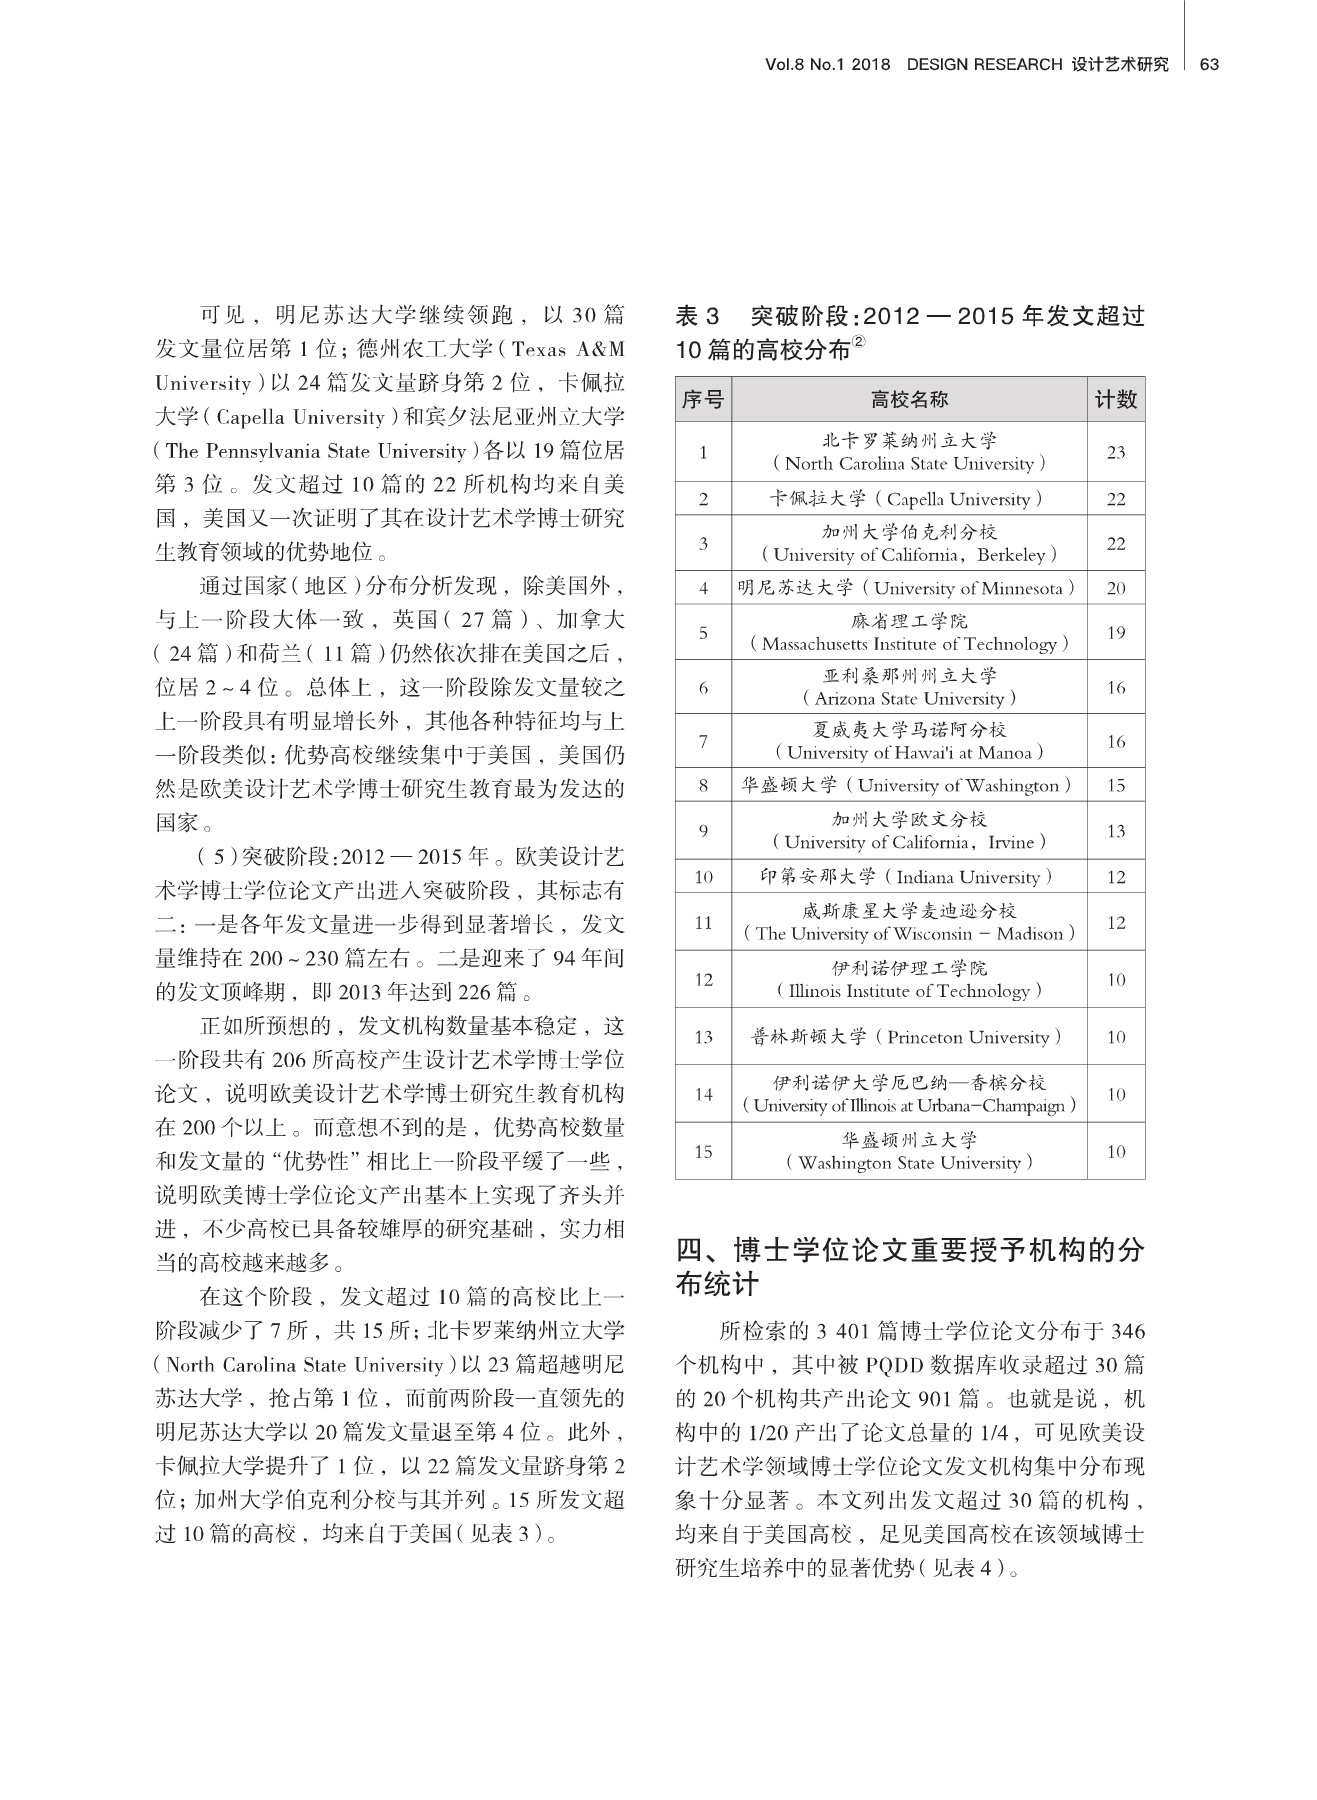 Vol.8 No.1 2018 DESIGN RESEARCH 设计艺术研究 63
可见，明尼苏达大学继续领跑，以 30 篇
发文量位居第 1 位；德州农工大学（Texas A&M
University）以 24 篇发文量跻身第 2 位，卡佩拉
大学（Capella University）和宾夕法尼亚州立大学
（The Pennsylvania State University）各以 19 篇位居
第 3 位。发文超过 10 篇的 22 所机构均来自美
国，美国又一次证明了其在设计艺术学博士研究
生教育领域的优势地位。
通过国家（地区）分布分析发现，除美国外，
与上一阶段大体一致，英国（27 篇）、加拿大
（24 篇）和荷兰（11 篇）仍然依次排在美国之后，
位居 2～4 位。总体上，这一阶段除发文量较之
上一阶段具有明显增长外，其他各种特征均与上
一阶段类似：优势高校继续集中于美国，美国仍
然是欧美设计艺术学博士研究生教育最为发达的
国家。
（5）突破阶段：2012 — 2015 年。欧美设计艺
术学博士学位论文产出进入突破阶段，其标志有
二：一是各年发文量进一步得到显著增长，发文
量维持在 200～230 篇左右。二是迎来了 94 年间
的发文顶峰期，即 2013 年达到 226 篇。
正如所预想的，发文机构数量基本稳定，这
一阶段共有 206 所高校产生设计艺术学博士学位
论文，说明欧美设计艺术学博士研究生教育机构
在 200 个以上。而意想不到的是，优势高校数量
和发文量的“优势性”相比上一阶段平缓了一些，
说明欧美博士学位论文产出基本上实现了齐头并
进，不少高校已具备较雄厚的研究基础，实力相
当的高校越来越多。
在这个阶段，发文超过 10 篇的高校比上一
阶段减少了 7 所，共 15 所；北卡罗莱纳州立大学
（North Carolina State University）以 23 篇超越明尼
苏达大学，抢占第 1 位，而前两阶段一直领先的
明尼苏达大学以 20 篇发文量退至第 4 位。此外，
卡佩拉大学提升了 1 位，以 22 篇发文量跻身第 2
位；加州大学伯克利分校与其并列。15 所发文超
过 10 篇的高校，均来自于美国（见表 3）。
表 3 突破阶段：2012 — 2015 年发文超过
10 篇的高校分布②
序号 高校名称 计数
1 北卡罗莱纳州立大学
（North Carolina State University） 23
2 卡佩拉大学（Capella University） 22
3 加州大学伯克利分校
（University of California，Berkeley） 22
4 明尼苏达大学（University of Minnesota） 20
5 麻省理工学院
（Massachusetts Institute of Technology） 19
6 亚利桑那州州立大学
（Arizona State University） 16
7 夏威夷大学马诺阿分校
（University of Hawai'i at Manoa） 16
8 华盛顿大学（University of Washington） 15
9 加州大学欧文分校
（University of California，Irvine） 13
10 印第安那大学（Indiana University） 12
11 威斯康星大学麦迪逊分校
（The University of Wisconsin – Madison） 12
12 伊利诺伊理工学院
（Illinois Institute of Technology） 10
13 普林斯顿大学（Princeton University） 10
14 伊利诺伊大学厄巴纳—香槟分校
（University of Illinois at Urbana–Champaign） 10
15 华盛顿州立大学
（Washington State University） 10
四、博士学位论文重要授予机构的分
布统计
所检索的 3 401 篇博士学位论文分布于 346
个机构中，其中被 PQDD 数据库收录超过 30 篇
的 20 个机构共产出论文 901 篇。也就是说，机
构中的 1/20 产出了论文总量的 1/4，可见欧美设
计艺术学领域博士学位论文发文机构集中分布现
象十分显著。本文列出发文超过 30 篇的机构，
均来自于美国高校，足见美国高校在该领域博士
研究生培养中的显著优势（见表 4）。